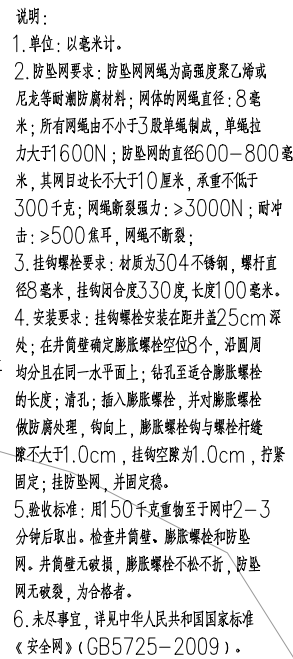 说明:
1.单位：以毫米计。
2.防坠网要求：防坠网网绳为高强度聚乙烯或
尼龙等耐潮防腐材料；网体的网绳直径：8毫
米；所有网绳由不小于3股单绳制成，单绳拉
力大于1600N；防坠网的直径600-800毫
米，其网目边长不大于10厘米，承重不低于
300千克；网绳断裂强力：≥3000N；耐冲
击：≥500焦耳，网绳不断裂；
3.挂钩螺栓要求：材质为304不锈钢，螺杆直
径8毫米，挂钩闭合度330度，长度100毫米。
4.安装要求：挂钩螺栓安装在距井盖25cm深
处；在井筒壁确定膨胀螺栓空位8个，沿圆周
均分且在同一水平面上；钻孔至适合膨胀螺栓
的长度；清孔；插入膨胀螺栓，并对膨胀螺栓
做防腐处理，钩向上，膨胀螺栓钩与螺栓杆缝
隙不大于1.0cm，挂钩空隙为1.0cm，拧紧
固定；挂防坠网，并固定稳。
5.验收标准：用150千克重物至于网中2-3
分钟后取出。检查井筒壁、膨胀螺栓和防坠
网。井筒壁无破损，膨胀螺栓不松不折，防坠
网无破裂，为合格者。
6.未尽事宜，详见中华人民共和国国家标准
《安全网》（GB5725-2009）。